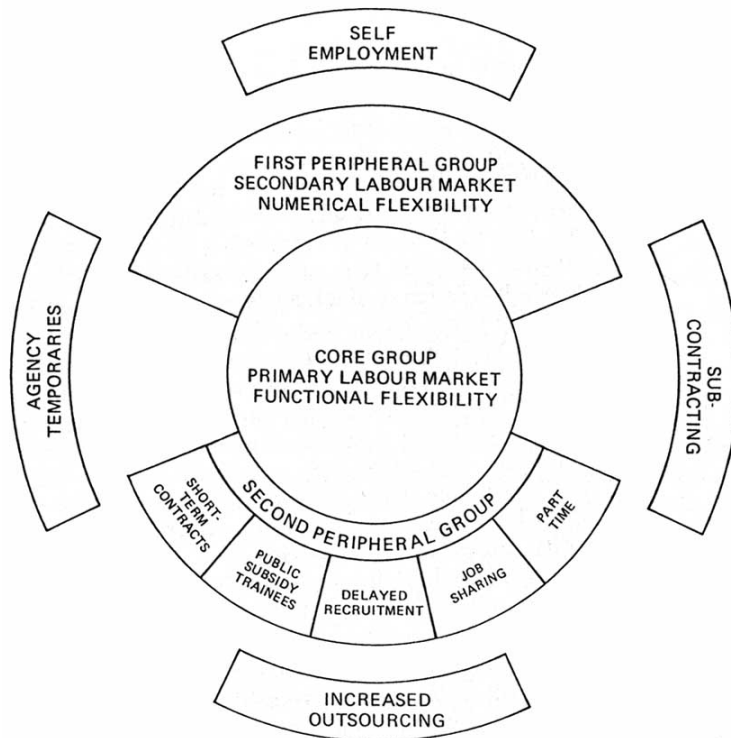 SELF
EMPLOYMENT
FIRST PERIPHERAL GROUP
SECONDARY LABOUR MARKET
NUMERICAL FLEXIBILITY
AGENCY
TEMPORARIES
CORE GROUP
PRIMARY LABOUR MARKET
FUNCTIONAL FLEXIBILITY
SUB-
CONTRACTING
SECOND PERIPHERAL GROUP
SHORT-
TERM
CONTRACTS
PUBLIC
SUBSIDY
TRAINEES
DELAYED
RECRUITMENT
JOB
SHARING
PART
TIME
INCREASED
OUTSOURCING